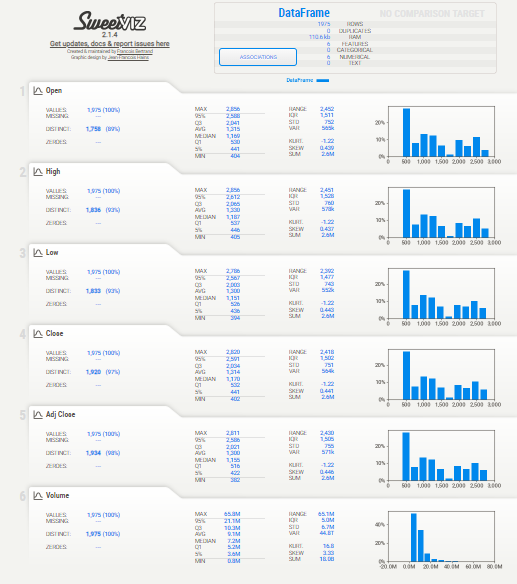 SweetVIZ
2.1.4
Get updates, docs & report issues here
Created & maintained by Francois Bertrand
Graphic design by Jean-Francois Hains
DataFrame
NO COMPARISON TARGET
1975 ROWS
0 DUPLICATES
110.6 kb RAM
6 FEATURES
0 CATEGORICAL
6 NUMERICAL
0 TEXT
ASSOCIATIONS
DataFrame
1 Open
VALUES: 1,975 (100%)
MISSING: ---
DISTINCT: 1,758 (89%)
ZEROES: ---
MAX 2,856
95% 2,588
Q3 2,041
AVG 1,315
MEDIAN 1,169
Q1 530
5% 441
MIN 404
RANGE 2,452
IQR 1,511
STD 752
VAR 565k
KURT. -1.22
SKEW 0.439
SUM 2.6M
20%
10%
0%
0 500 1,000 1,500 2,000 2,500 3,000
2 High
VALUES: 1,975 (100%)
MISSING: ---
DISTINCT: 1,836 (93%)
ZEROES: ---
MAX 2,856
95% 2,612
Q3 2,065
AVG 1,330
MEDIAN 1,187
Q1 537
5% 446
MIN 405
RANGE 2,451
IQR 1,528
STD 760
VAR 578k
KURT. -1.22
SKEW 0.437
SUM 2.6M
20%
10%
0%
0 500 1,000 1,500 2,000 2,500 3,000
3 Low
VALUES: 1,975 (100%)
MISSING: ---
DISTINCT: 1,833 (93%)
ZEROES: ---
MAX 2,786
95% 2,567
Q3 2,003
AVG 1,300
MEDIAN 1,151
Q1 526
5% 436
MIN 394
RANGE 2,392
IQR 1,477
STD 743
VAR 552k
KURT. -1.22
SKEW 0.443
SUM 2.6M
20%
10%
0%
0 500 1,000 1,500 2,000 2,500 3,000
4 Close
VALUES: 1,975 (100%)
MISSING: ---
DISTINCT: 1,920 (97%)
ZEROES: ---
MAX 2,820
95% 2,591
Q3 2,034
AVG 1,314
MEDIAN 1,170
Q1 532
5% 441
MIN 402
RANGE 2,418
IQR 1,502
STD 751
VAR 564k
KURT. -1.22
SKEW 0.441
SUM 2.6M
20%
10%
0%
0 500 1,000 1,500 2,000 2,500 3,000
5 Adj Close
VALUES: 1,975 (100%)
MISSING: ---
DISTINCT: 1,934 (98%)
ZEROES: ---
MAX 2,811
95% 2,586
Q3 2,021
AVG 1,300
MEDIAN 1,155
Q1 516
5% 422
MIN 382
RANGE 2,430
IQR 1,505
STD 755
VAR 571k
KURT. -1.22
SKEW 0.446
SUM 2.6M
20%
10%
0%
0 500 1,000 1,500 2,000 2,500 3,000
6 Volume
VALUES: 1,975 (100%)
MISSING: ---
DISTINCT: 1,975 (100%)
ZEROES: ---
MAX 65.8M
95% 21.1M
Q3 10.3M
AVG 9.1M
MEDIAN 7.2M
Q1 5.2M
5% 3.6M
MIN 0.8M
RANGE 65.1M
IQR 5.0M
STD 6.7M
VAR 44.8T
KURT. 16.8
SKEW 3.33
SUM 18.0B
40%
20%
0%
-20.0M 0.0M 20.0M 40.0M 60.0M 80.0M